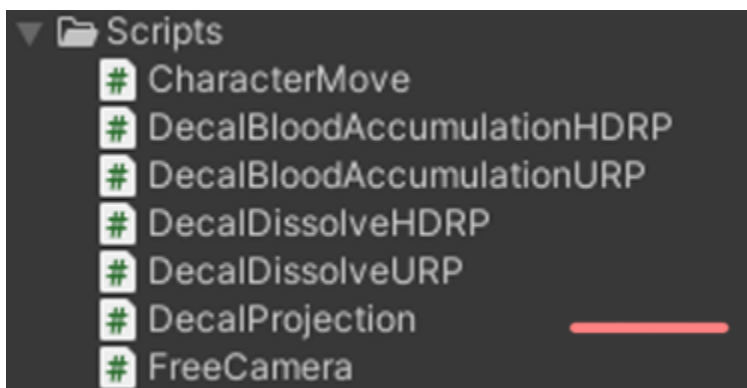 Scripts
# CharacterMove
# DecalBloodAccumulationHDRP
# DecalBloodAccumulationURP
# DecalDissolveHDRP
# DecalDissolveURP
# DecalProjection
# FreeCamera